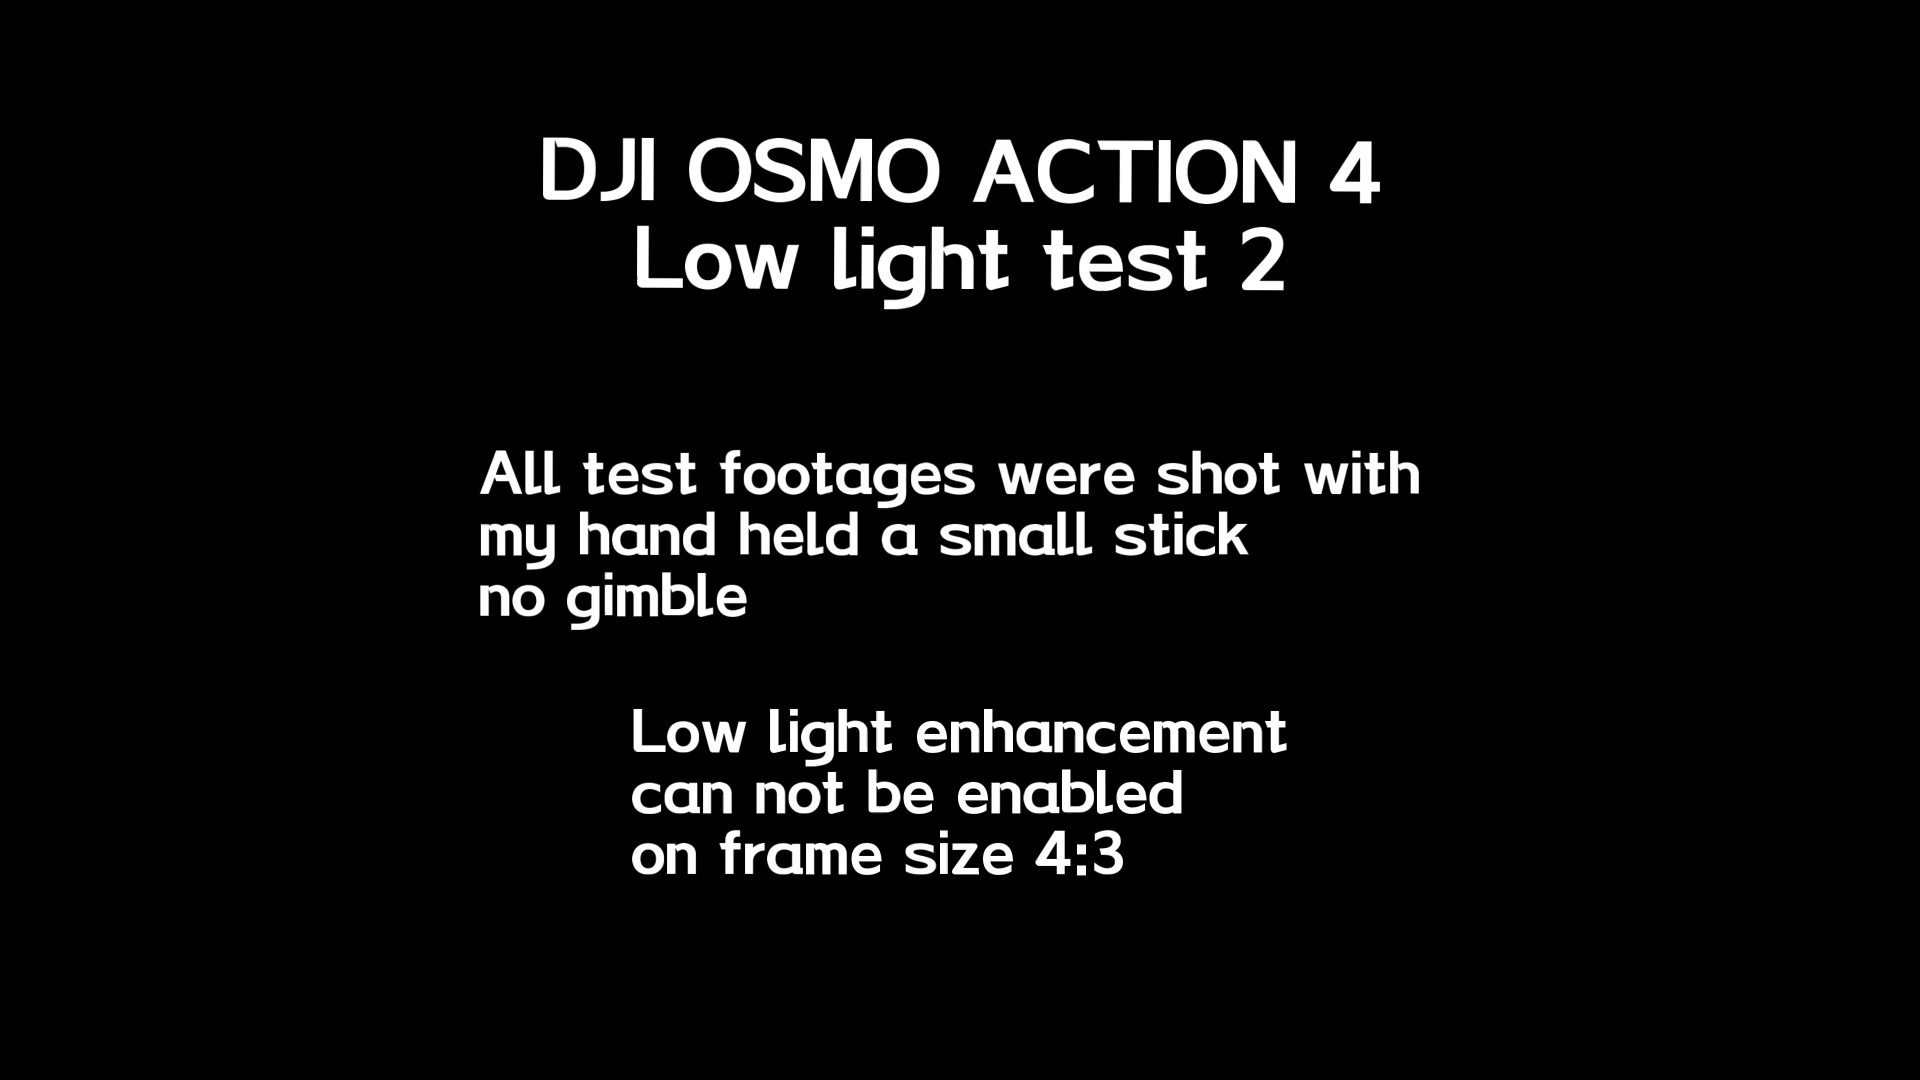 DJI OSMO ACTION 4
Low light test 2
All test footages were shot with
my hand held a small stick
no gimble
Low light enhancement
can not be enabled
on frame size 4:3